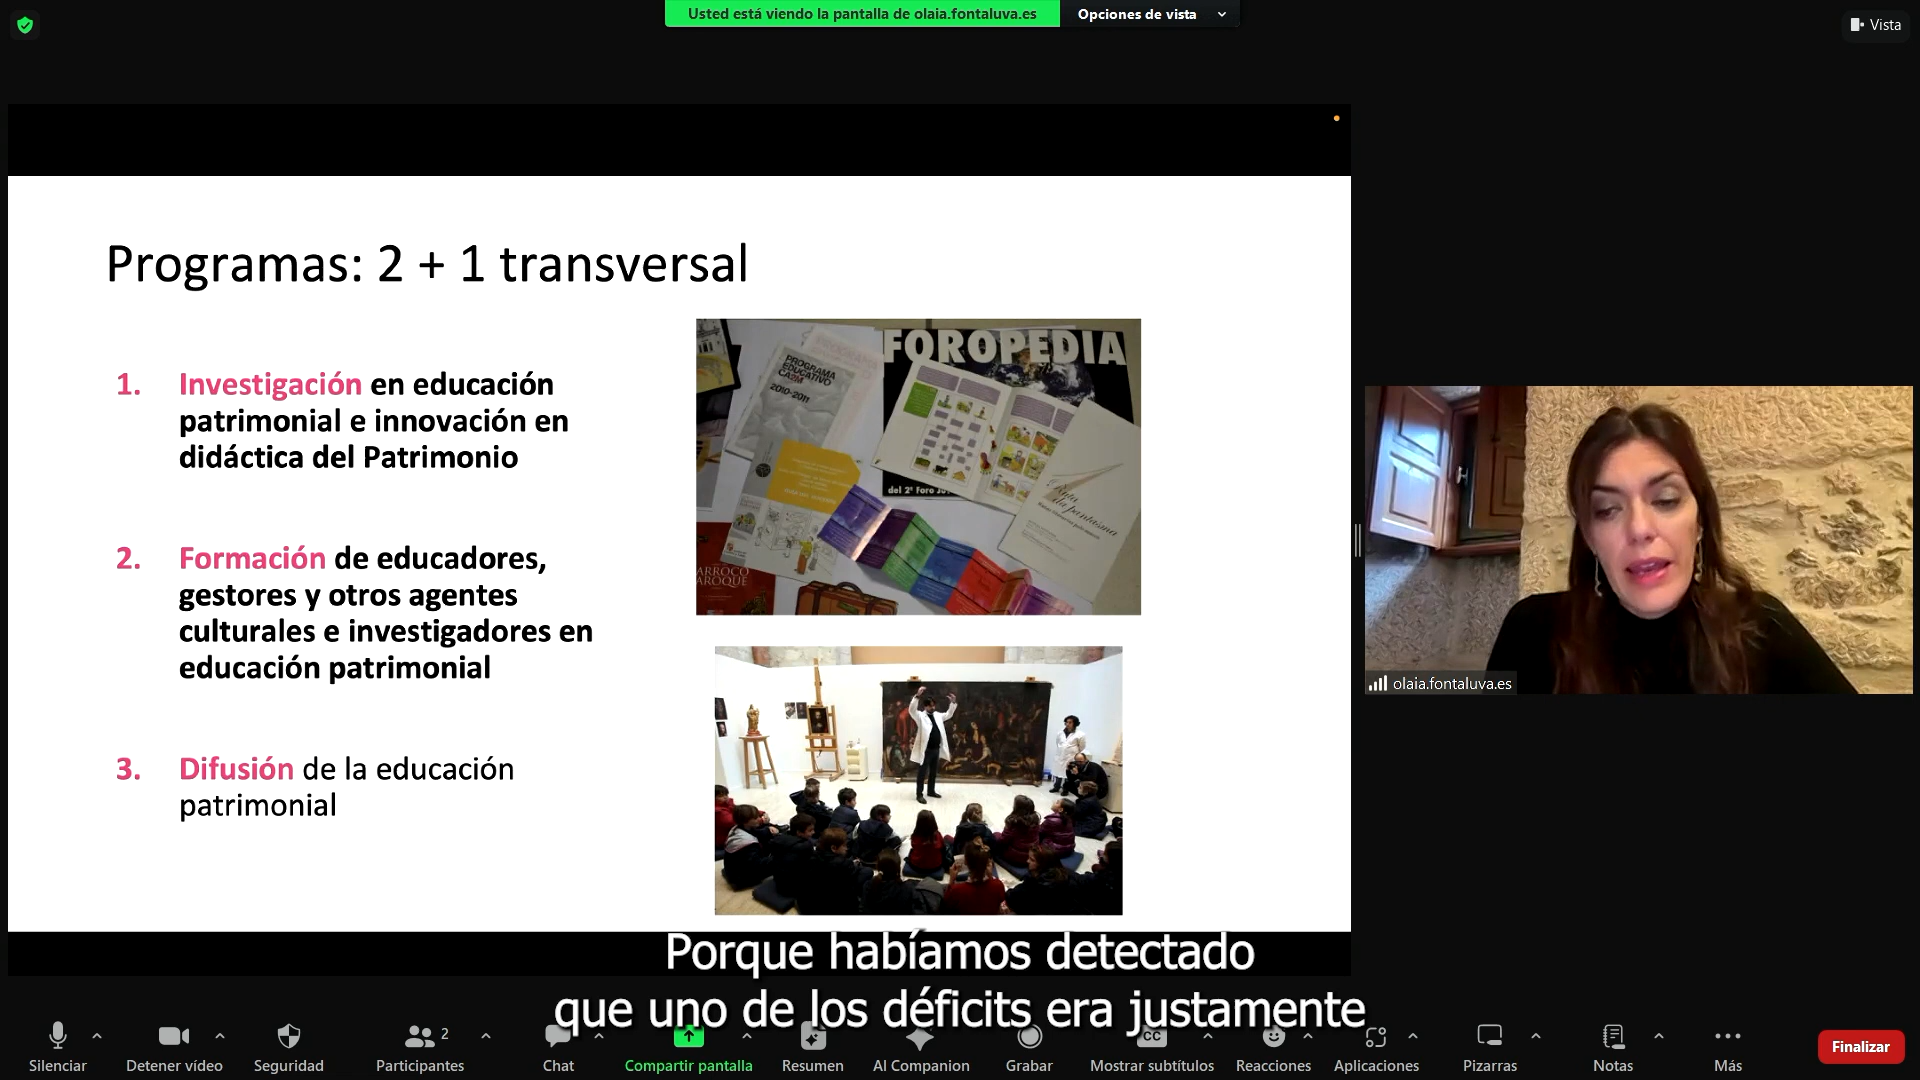 Usted está viendo la pantalla de olaia.fontaluva.es
Opciones de vista
Vista
Programas: 2 + 1 transversal
1. Investigación en educación
patrimonial e innovación en
didáctica del Patrimonio
2. Formación de educadores,
gestores y otros agentes
culturales e investigadores en
educación patrimonial
3. Difusión de la educación
patrimonial
FOROPEDIA
PROGRAMA
EDUCATIVO
CA2M
2010-2011
ARROCO
AROQUE
olaia.fontaluva.es
Porque habíamos detectado
que uno de los déficits era justamente
2
CC
Silenciar
Detener vídeo
Seguridad
Participantes
Chat
Compartir pantalla
Resumen
AI Companion
Grabar
Mostrar subtítulos
Reacciones
Aplicaciones
Pizarras
Notas
Más
Finalizar